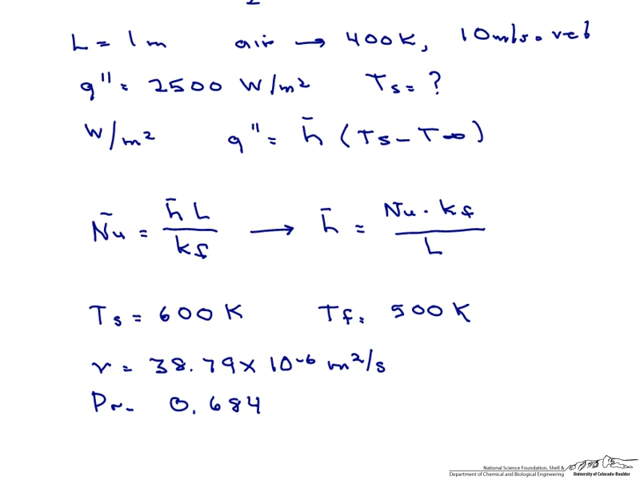 L = 1 m air → 400 K, 10 m/s = vel
q'' = 2500 W/m² Ts = ?
W/m² q'' = h̄ (Ts - T∞)
N̄u = h̄ L / kf → h̄ = Nu · kf / L
Ts = 600 K Tf = 500 K
ν = 38.79 × 10⁻⁶ m²/s
Pr = 0.684
National Science Foundation, Shell &
Department of Chemical and Biological Engineering University of Colorado-Boulder